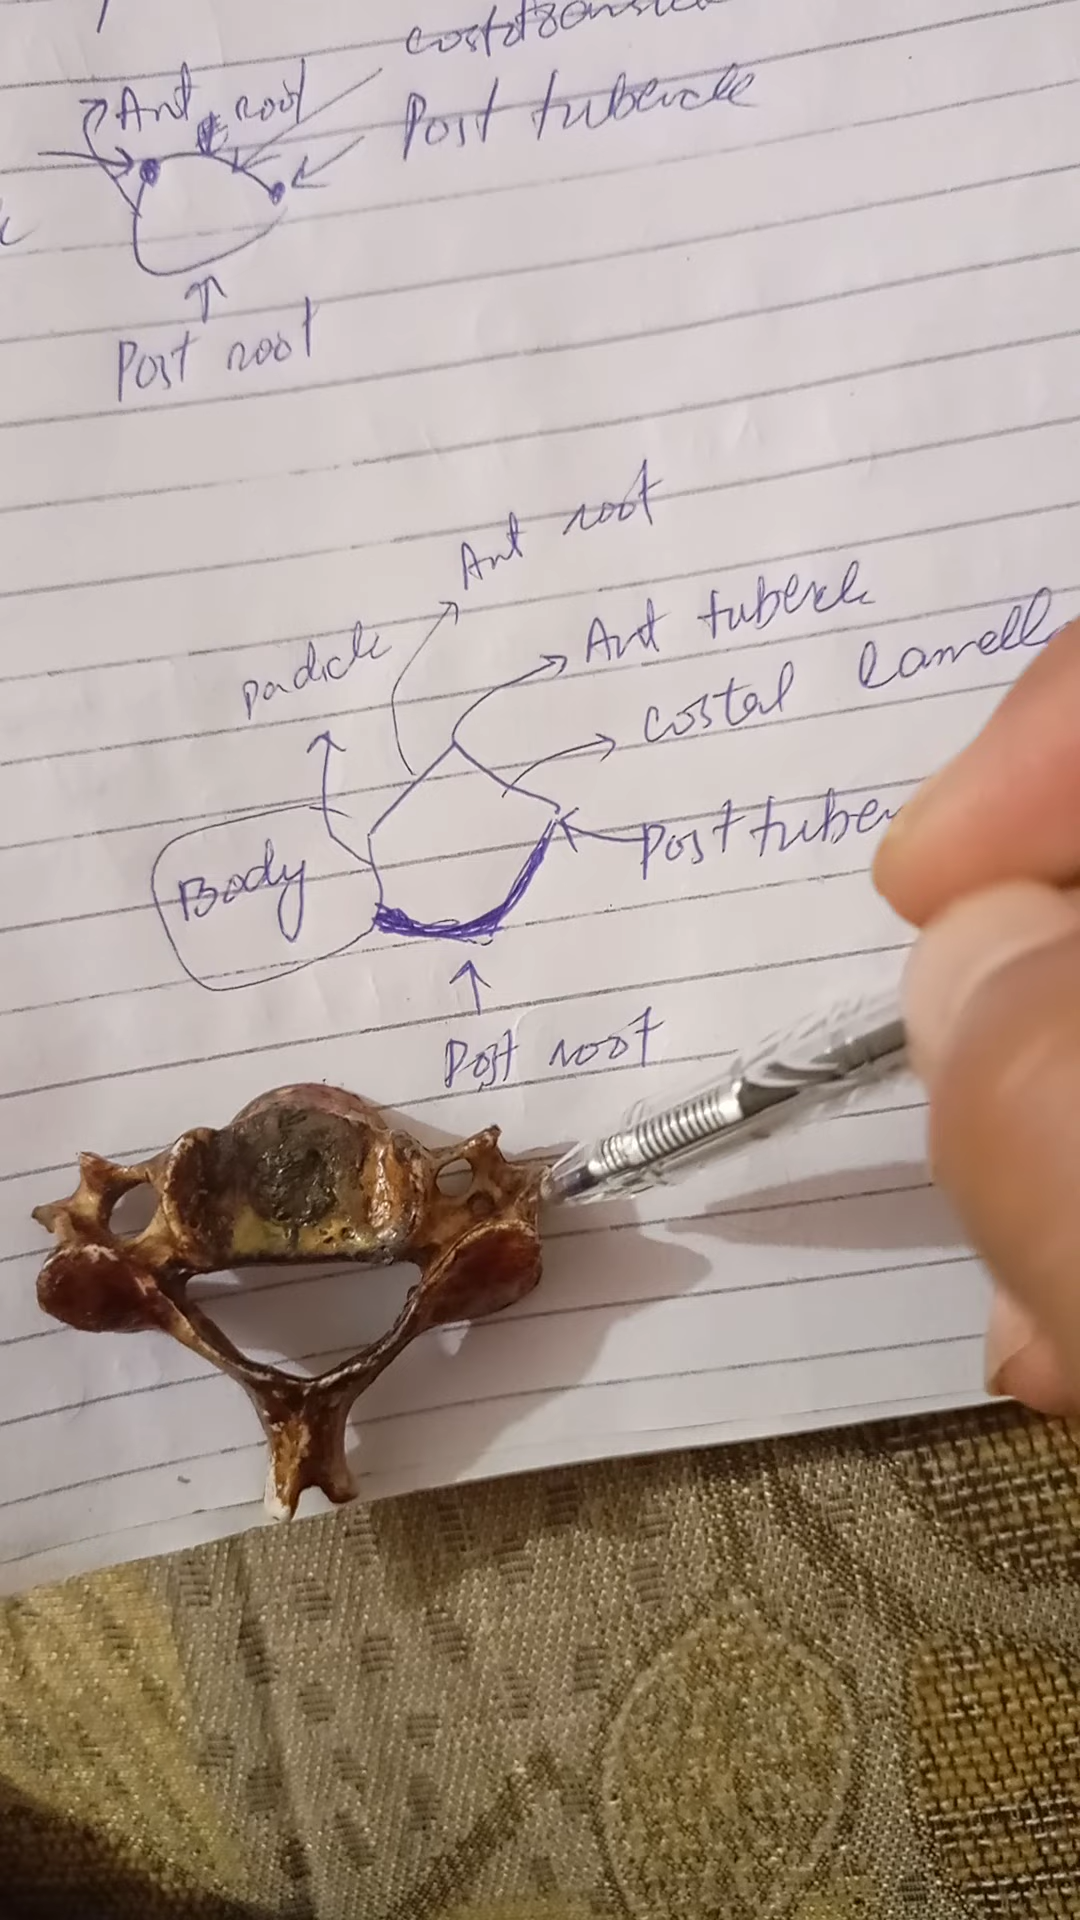 Ant root
Post tubercle
Post root
Ant root
Ant tubercle
padicle
costal lamell
Body
Post tuber
Post root